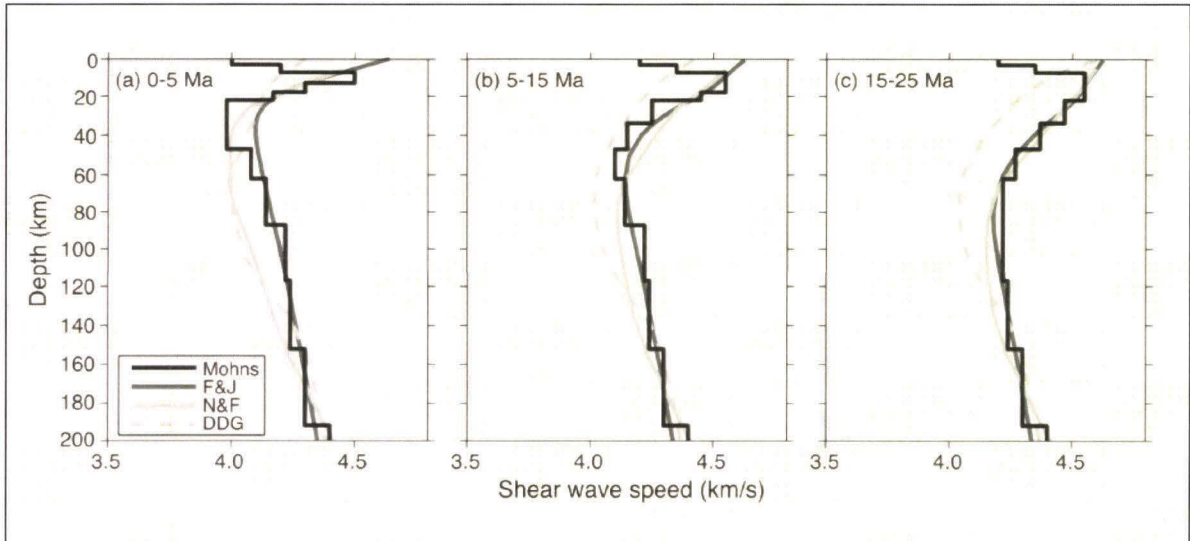 (a) 0-5 Ma
(b) 5-15 Ma
(c) 15-25 Ma
0
20
40
60
80
100
120
140
160
180
200
Depth (km)
Mohns
F&J
N&F
DDG
3.5 4.0 4.5
3.5 4.0 4.5
3.5 4.0 4.5
Shear wave speed (km/s)